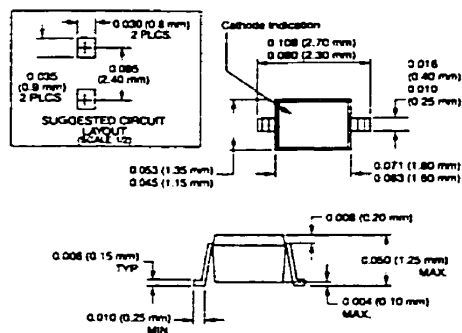 0.030 (0.8 mm)
2 PLCS.
0.035
(0.9 mm)
2 PLCS
0.095
(2.40 mm)
SUGGESTED CIRCUIT
LAYOUT
(SCALE 1/2)
Cathode Indication
0.108 (2.70 mm)
0.080 (2.30 mm)
0.016
(0.40 mm)
0.010
(0.25 mm)
0.053 (1.35 mm)
0.045 (1.15 mm)
0.071 (1.80 mm)
0.063 (1.60 mm)
0.008 (0.20 mm)
0.006 (0.15 mm)
TYP.
0.050 (1.25 mm)
MAX.
0.004 (0.10 mm)
MAX.
0.010 (0.25 mm)
MIN